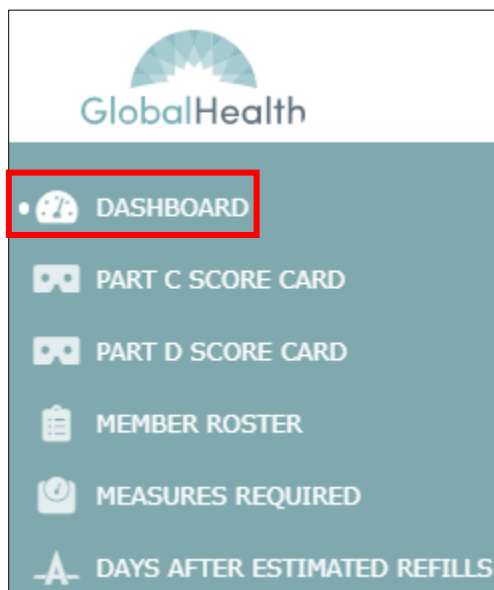 GlobalHealth
DASHBOARD
PART C SCORE CARD
PART D SCORE CARD
MEMBER ROSTER
MEASURES REQUIRED
DAYS AFTER ESTIMATED REFILLS